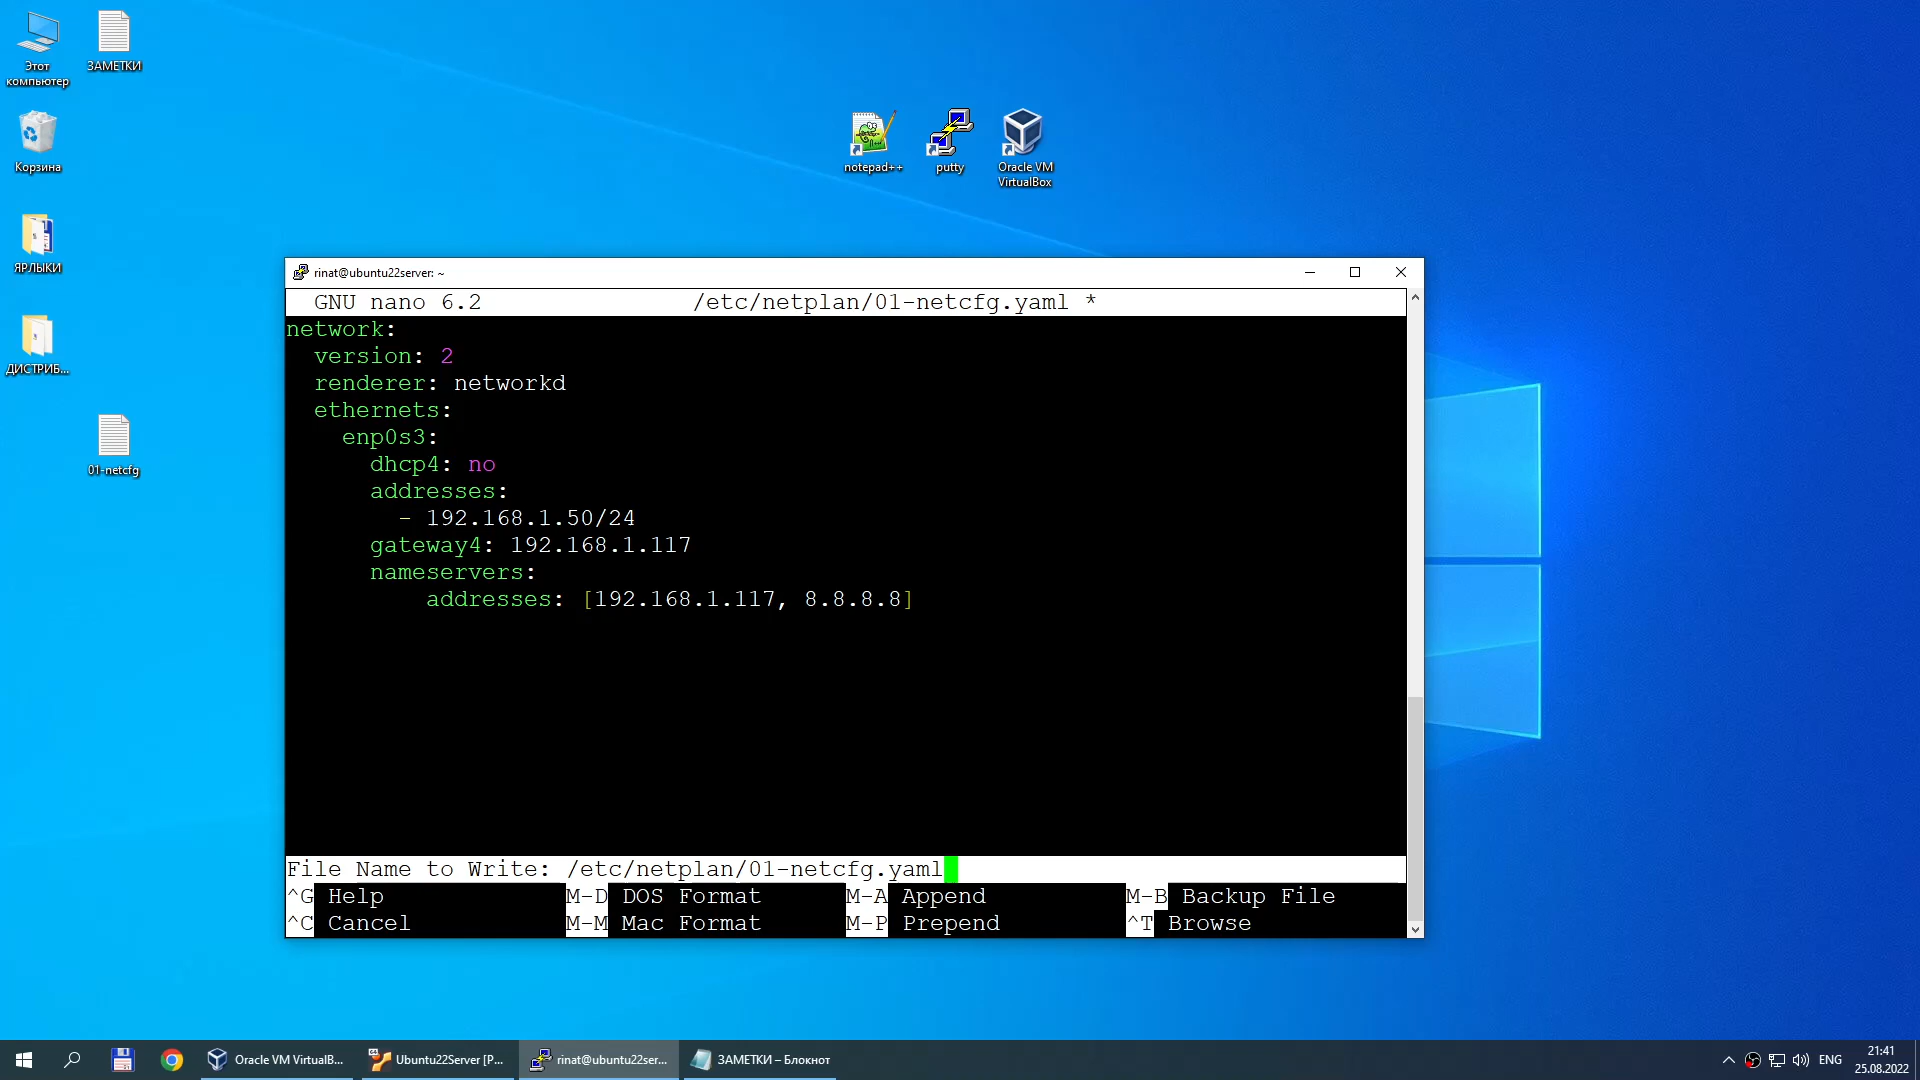 Этот
компьютер
ЗАМЕТКИ
Корзина
ЯРЛЫКИ
ДИСТРИБ...
01-netcfg
notepad++
putty
Oracle VM
VirtualBox
rinat@ubuntu22server: ~
GNU nano 6.2 /etc/netplan/01-netcfg.yaml *
network:
version: 2
renderer: networkd
ethernets:
enp0s3:
dhcp4: no
addresses:
- 192.168.1.50/24
gateway4: 192.168.1.117
nameservers:
addresses: [192.168.1.117, 8.8.8.8]
File Name to Write: /etc/netplan/01-netcfg.yaml
^G Help M-D DOS Format M-A Append M-B Backup File
^C Cancel M-M Mac Format M-P Prepend ^T Browse
Oracle VM VirtualB... Ubuntu22Server [P... rinat@ubuntu22ser... ЗАМЕТКИ – Блокнот ENG 21:41
25.08.2022